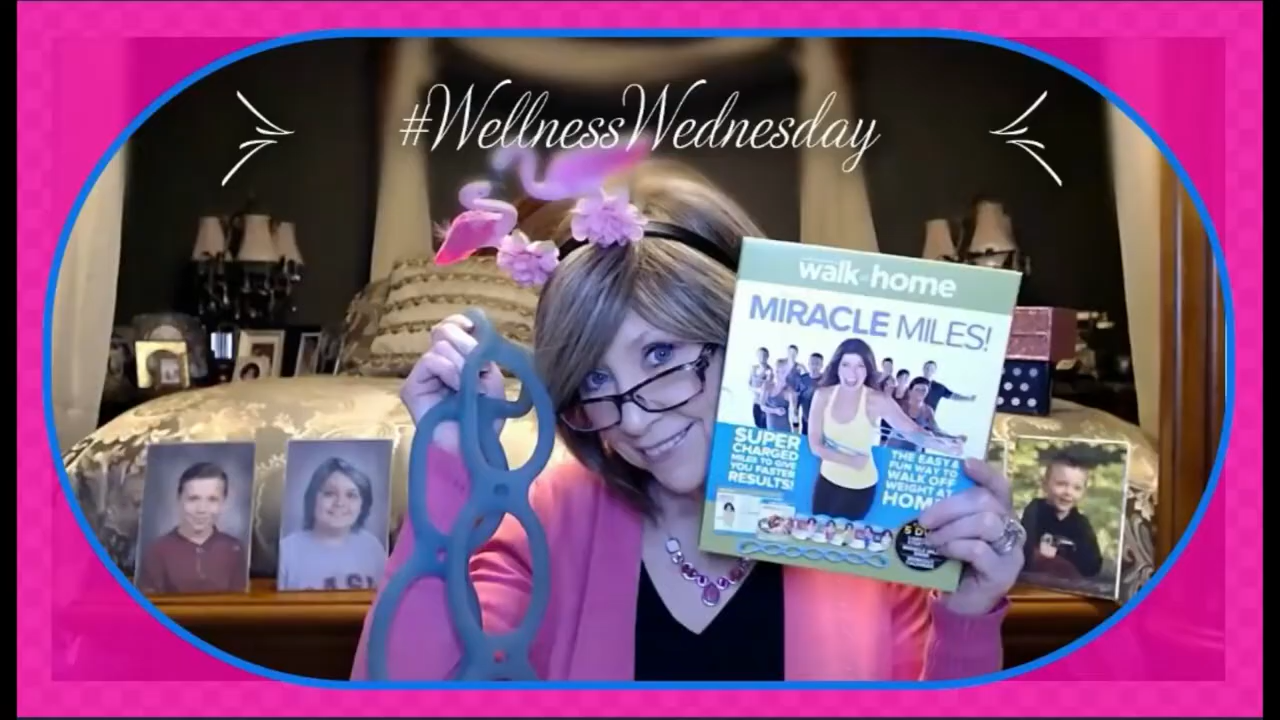 #WellnessWednesday
walk at home
MIRACLE MILES!
SUPER
CHARGED
MILES TO GIVE
YOU FASTER
RESULTS!
THE EASY &
FUN WAY TO
WALK OFF
WEIGHT AT
HOME